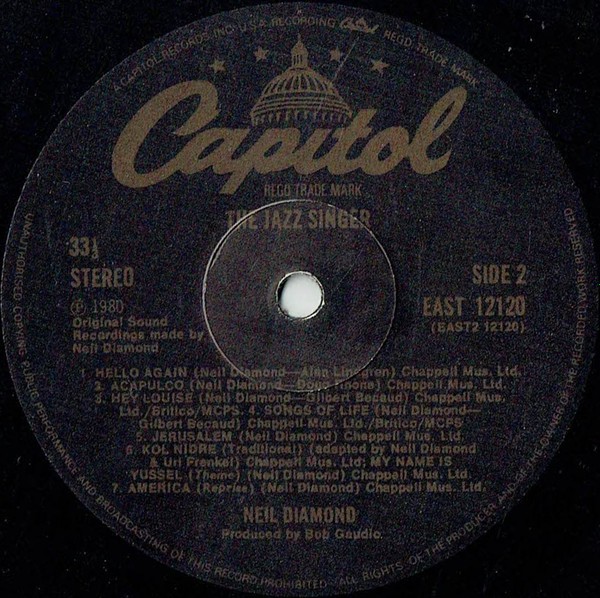 A CAPITOL RECORDS INC. U.S.A. RECORDING Capitol REGD. TRADE MARK
Capitol
REGD. TRADE MARK
THE JAZZ SINGER
33⅓
STEREO
SIDE 2
℗ 1980
Original Sound
Recordings made by
Neil Diamond
EAST 12120
(EAST2 12120)
1. HELLO AGAIN (Neil Diamond—Alan Lindgren) Chappell Mus. Ltd.
2. ACAPULCO (Neil Diamond—Doug Rhone) Chappell Mus. Ltd.
3. HEY LOUISE (Neil Diamond—Gilbert Becaud) Chappell Mus.
Ltd./Britico/MCPS. 4. SONGS OF LIFE (Neil Diamond—
Gilbert Becaud) Chappell Mus. Ltd./Britico/MCPS
5. JERUSALEM (Neil Diamond) Chappell Mus. Ltd.
6. KOL NIDRE (Traditional) (adapted by Neil Diamond
& Uri Frenkel) Chappell Mus. Ltd; MY NAME IS
YUSSEL (Theme) (Neil Diamond) Chappell Mus. Ltd.
7. AMERICA (Reprise) (Neil Diamond) Chappell Mus. Ltd.
NEIL DIAMOND
Produced by Bob Gaudio.
UNAUTHORISED COPYING PUBLIC PERFORMANCE AND BROADCASTING OF THIS RECORD PROHIBITED — ALL RIGHTS OF THE PRODUCER AND OF THE OWNER OF THE RECORDED WORK RESERVED